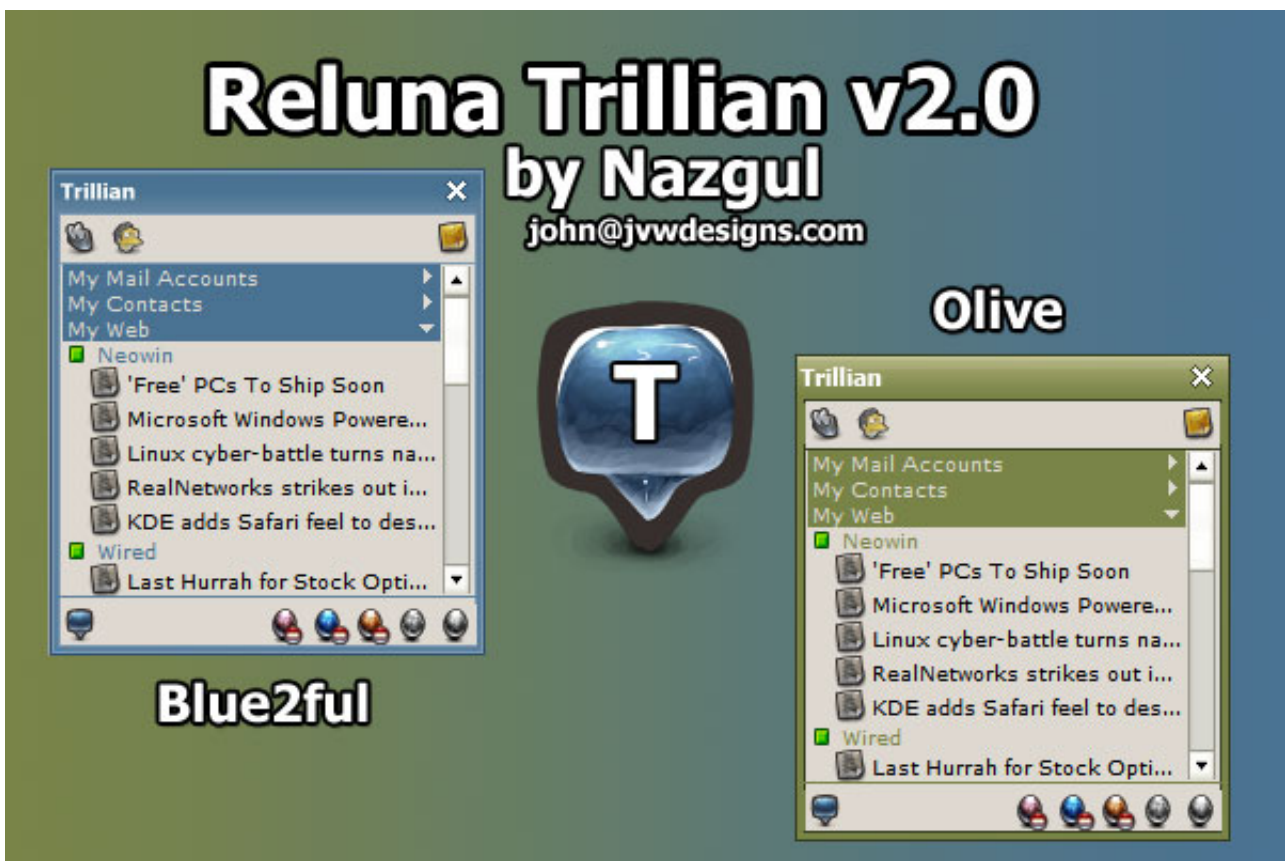 Reluna Trillian v2.0
by Nazgul
john@jvwdesigns.com
Trillian
My Mail Accounts
My Contacts
My Web
Neowin
'Free' PCs To Ship Soon
Microsoft Windows Powere...
Linux cyber-battle turns na...
RealNetworks strikes out i...
KDE adds Safari feel to des...
Wired
Last Hurrah for Stock Opti...
Blue2ful
T
Olive
Trillian
My Mail Accounts
My Contacts
My Web
Neowin
'Free' PCs To Ship Soon
Microsoft Windows Powere...
Linux cyber-battle turns na...
RealNetworks strikes out i...
KDE adds Safari feel to des...
Wired
Last Hurrah for Stock Opti...